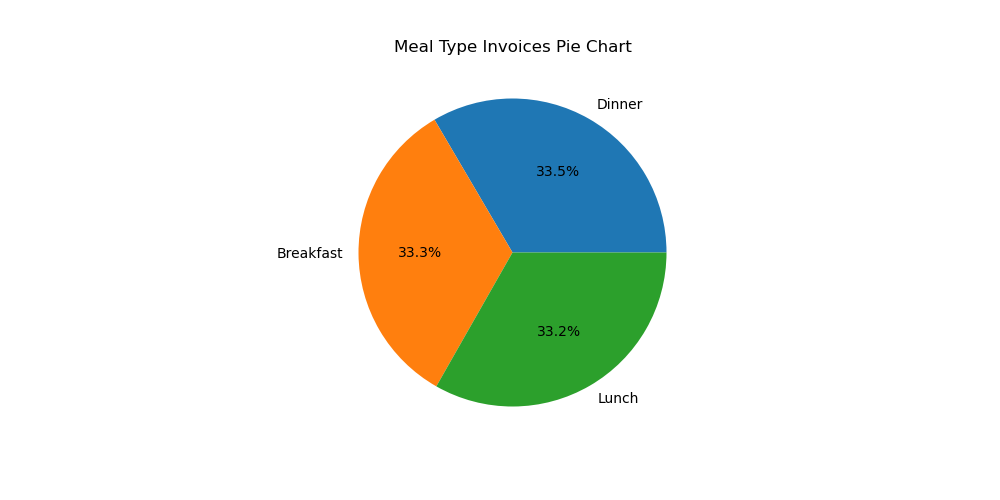 Meal Type Invoices Pie Chart
Dinner
33.5%
Breakfast
33.3%
33.2%
Lunch